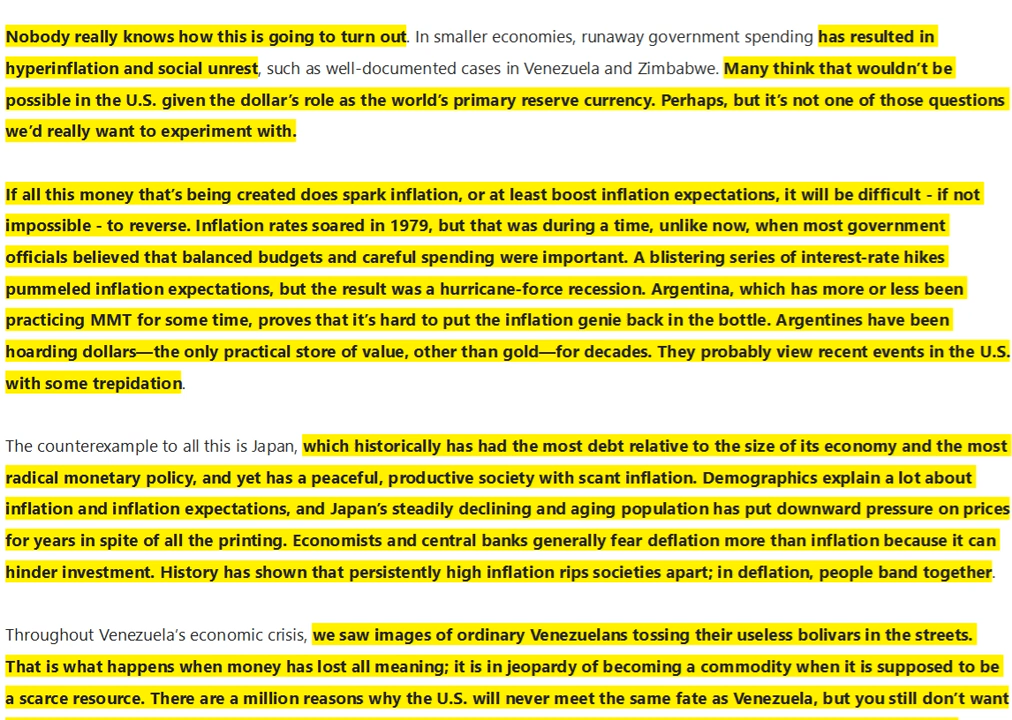 Nobody really knows how this is going to turn out. In smaller economies, runaway government spending has resulted in
hyperinflation and social unrest, such as well-documented cases in Venezuela and Zimbabwe. Many think that wouldn't be
possible in the U.S. given the dollar's role as the world's primary reserve currency. Perhaps, but it's not one of those questions
we'd really want to experiment with.
If all this money that's being created does spark inflation, or at least boost inflation expectations, it will be difficult - if not
impossible - to reverse. Inflation rates soared in 1979, but that was during a time, unlike now, when most government
officials believed that balanced budgets and careful spending were important. A blistering series of interest-rate hikes
pummeled inflation expectations, but the result was a hurricane-force recession. Argentina, which has more or less been
practicing MMT for some time, proves that it's hard to put the inflation genie back in the bottle. Argentines have been
hoarding dollars—the only practical store of value, other than gold—for decades. They probably view recent events in the U.S.
with some trepidation.
The counterexample to all this is Japan, which historically has had the most debt relative to the size of its economy and the most
radical monetary policy, and yet has a peaceful, productive society with scant inflation. Demographics explain a lot about
inflation and inflation expectations, and Japan's steadily declining and aging population has put downward pressure on prices
for years in spite of all the printing. Economists and central banks generally fear deflation more than inflation because it can
hinder investment. History has shown that persistently high inflation rips societies apart; in deflation, people band together.
Throughout Venezuela's economic crisis, we saw images of ordinary Venezuelans tossing their useless bolivars in the streets.
That is what happens when money has lost all meaning; it is in jeopardy of becoming a commodity when it is supposed to be
a scarce resource. There are a million reasons why the U.S. will never meet the same fate as Venezuela, but you still don't want